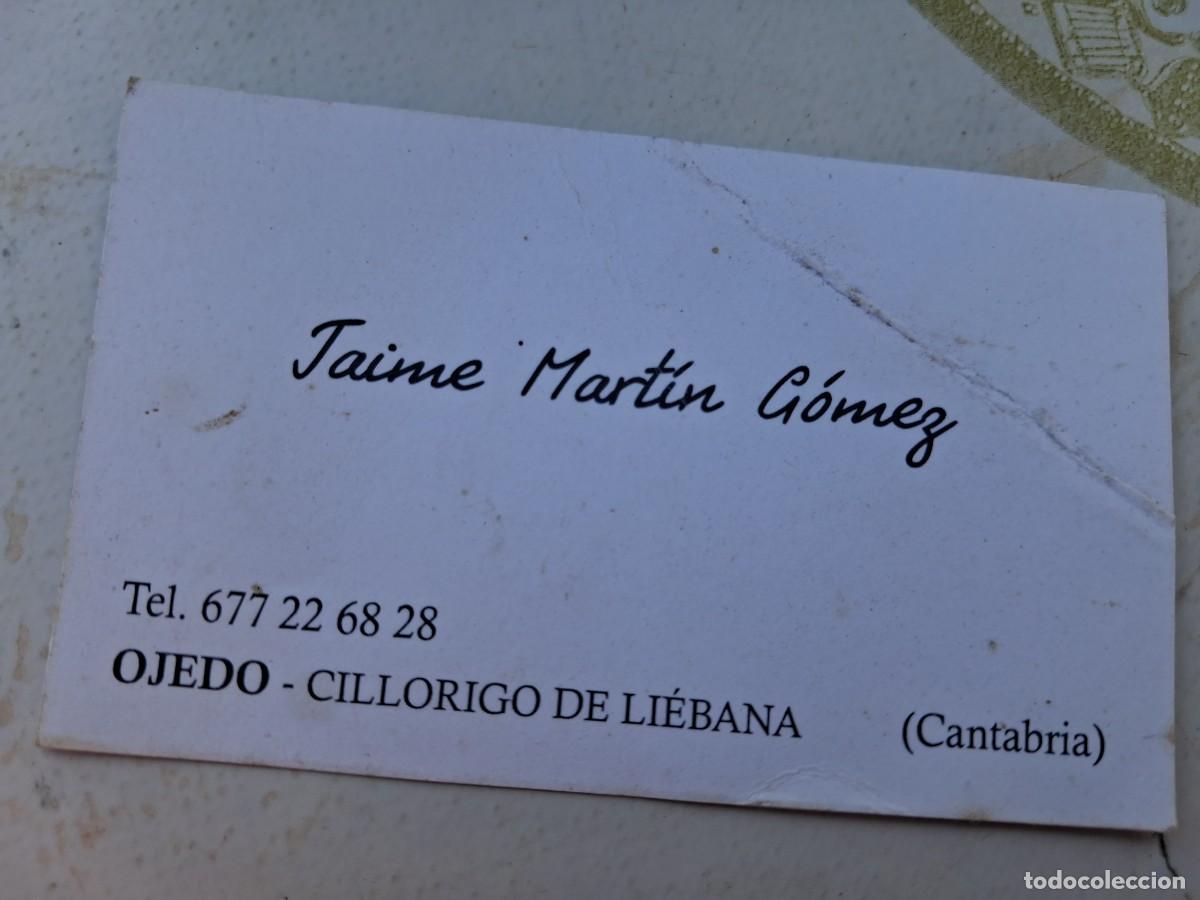 Jaime Martín Gómez
Tel. 677 22 68 28
OJEDO - CILLORIGO DE LIÉBANA (Cantabria)
todocoleccion